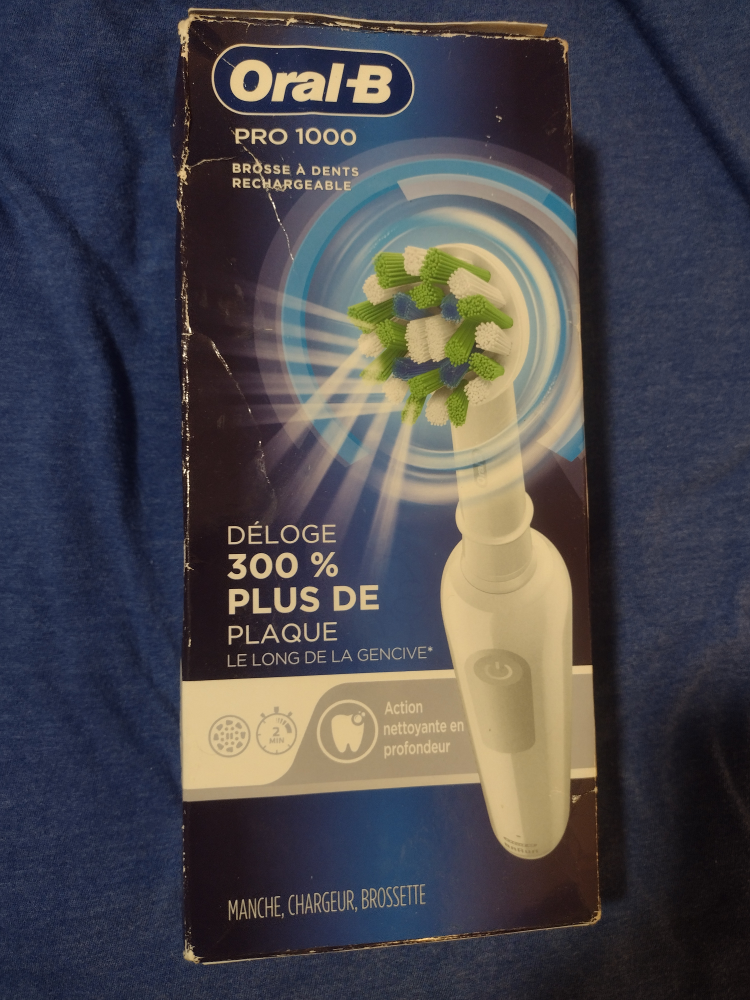 Oral-B
PRO 1000
BROSSE À DENTS
RECHARGEABLE
DÉLOGE
300 %
PLUS DE
PLAQUE
LE LONG DE LA GENCIVE*
2
MIN
Action
nettoyante en
profondeur
MANCHE, CHARGEUR, BROSSETTE